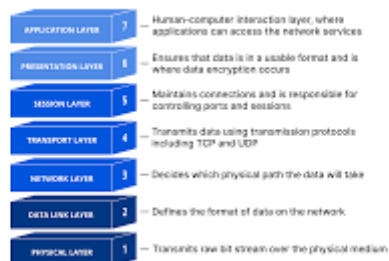 APPLICATION LAYER 7
Human-computer interaction layer, where
applications can access the network services
PRESENTATION LAYER 6
Ensures that data is in a usable format and is
where data encryption occurs
SESSION LAYER 5
Maintains connections and is responsible for
controlling ports and sessions
TRANSPORT LAYER 4
Transmits data using transmission protocols
including TCP and UDP
NETWORK LAYER 3
Decides which physical path the data will take
DATA LINK LAYER 2
Defines the format of data on the network
PHYSICAL LAYER 1
Transmits raw bit stream over the physical medium